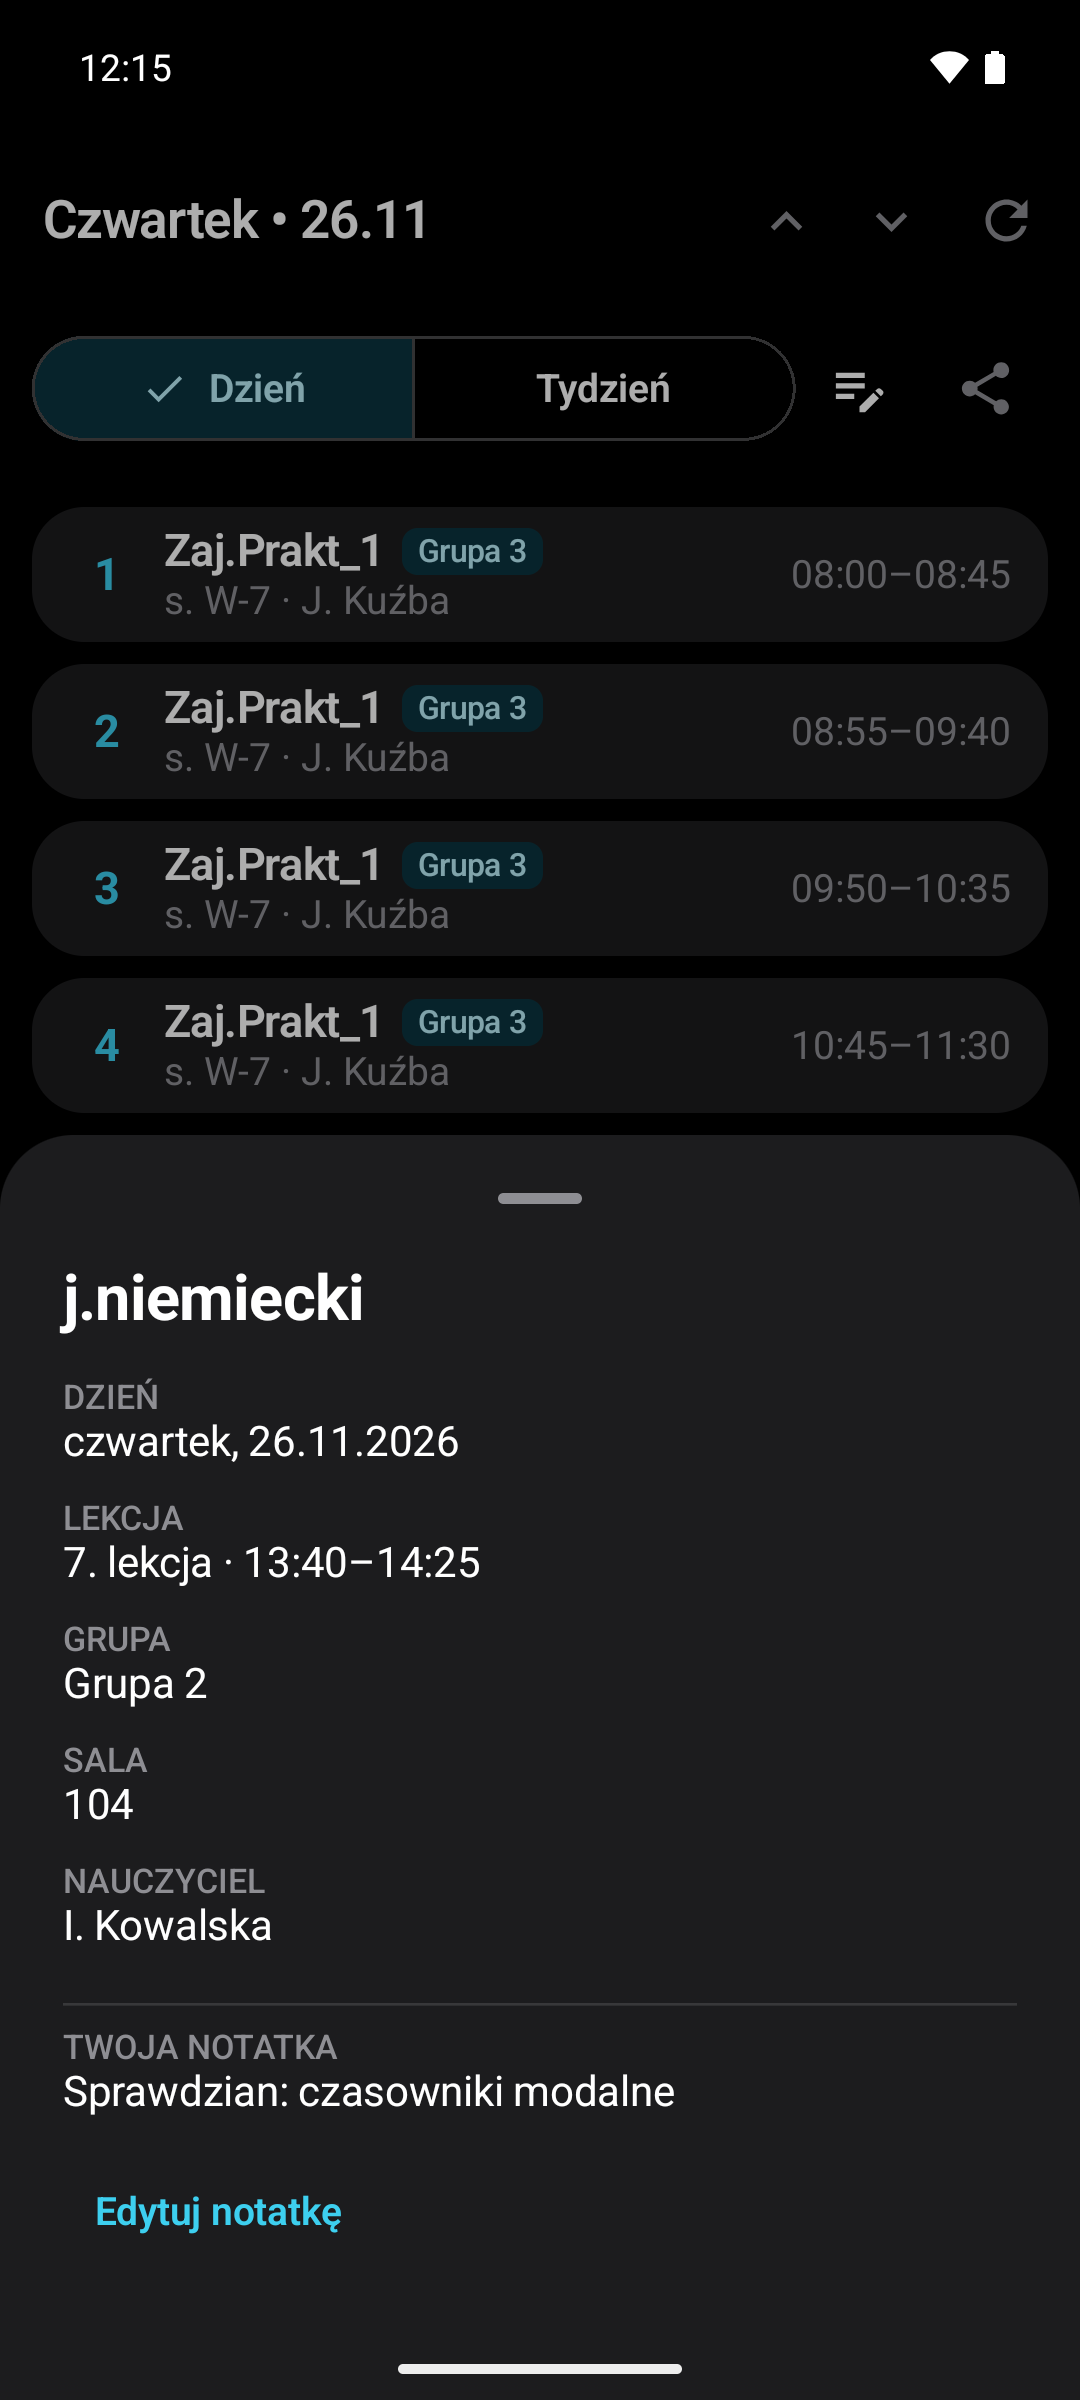 12:15
Czwartek • 26.11
Dzień
Tydzień
1
Zaj.Prakt_1 Grupa 3
s. W-7 · J. Kuźba
08:00–08:45
2
Zaj.Prakt_1 Grupa 3
s. W-7 · J. Kuźba
08:55–09:40
3
Zaj.Prakt_1 Grupa 3
s. W-7 · J. Kuźba
09:50–10:35
4
Zaj.Prakt_1 Grupa 3
s. W-7 · J. Kuźba
10:45–11:30
j.niemiecki
DZIEŃ
czwartek, 26.11.2026
LEKCJA
7. lekcja · 13:40–14:25
GRUPA
Grupa 2
SALA
104
NAUCZYCIEL
I. Kowalska
TWOJA NOTATKA
Sprawdzian: czasowniki modalne
Edytuj notatkę